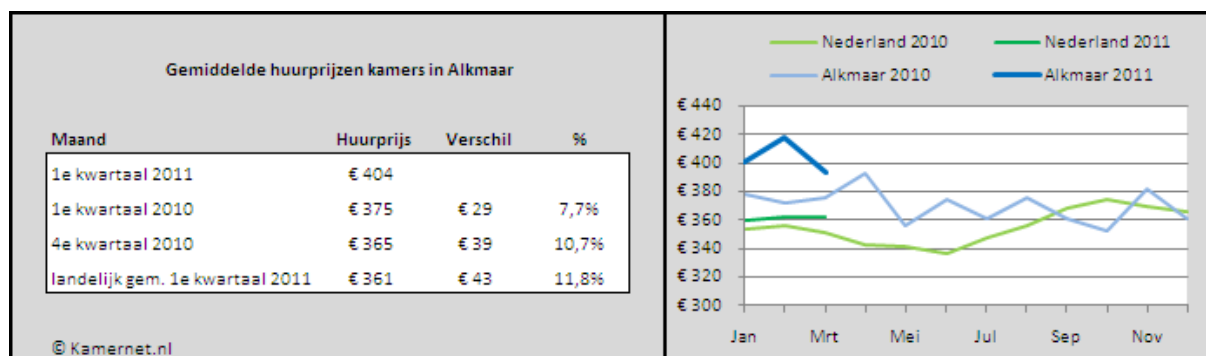 Gemiddelde huurprijzen kamers in Alkmaar
Maand Huurprijs Verschil %
1e kwartaal 2011 € 404
1e kwartaal 2010 € 375 € 29 7,7%
4e kwartaal 2010 € 365 € 39 10,7%
landelijk gem. 1e kwartaal 2011 € 361 € 43 11,8%
© Kamernet.nl
Nederland 2010 Nederland 2011
Alkmaar 2010 Alkmaar 2011
€ 440
€ 420
€ 400
€ 380
€ 360
€ 340
€ 320
€ 300
Jan Mrt Mei Jul Sep Nov